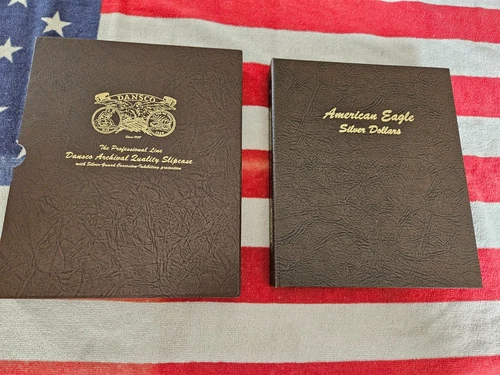 DANSCO
Since 1937
The Professional Line
Dansco Archival Quality Slipcase
with Silver-Guard Corrosion-Inhibiting protection
American Eagle
Silver Dollars